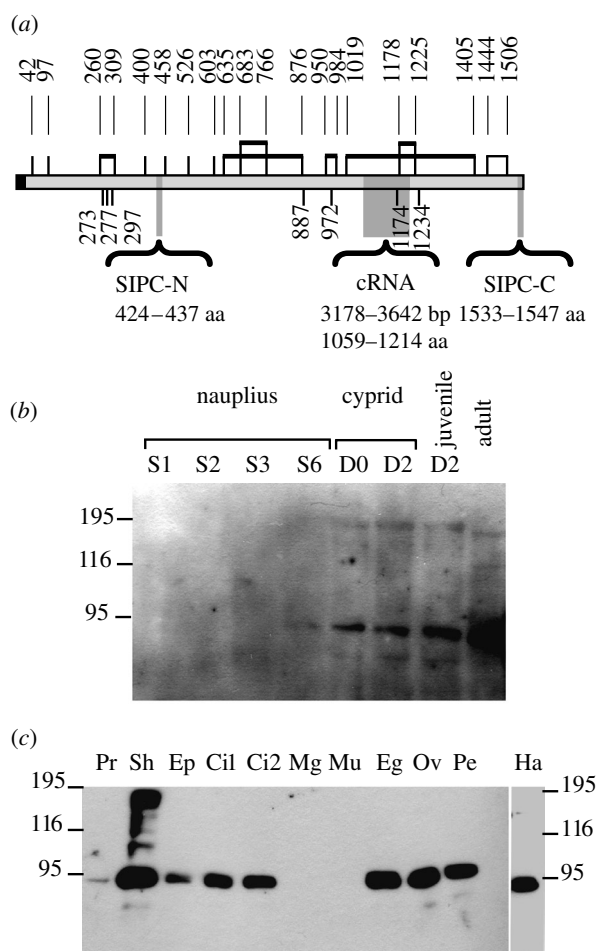 (a)
42 97 260 309 400 458 526 603 635 683 766 876 950 984 1019 1178 1225 1405 1444 1506
273 277 297 887 972 1174 1234
SIPC-N cRNA SIPC-C
424–437 aa 3178–3642 bp 1533–1547 aa
1059–1214 aa
(b)
nauplius cyprid juvenile adult
S1 S2 S3 S6 D0 D2 D2
195
116
95
(c)
Pr Sh Ep Ci1 Ci2 Mg Mu Eg Ov Pe Ha
195 195
116 116
95 95